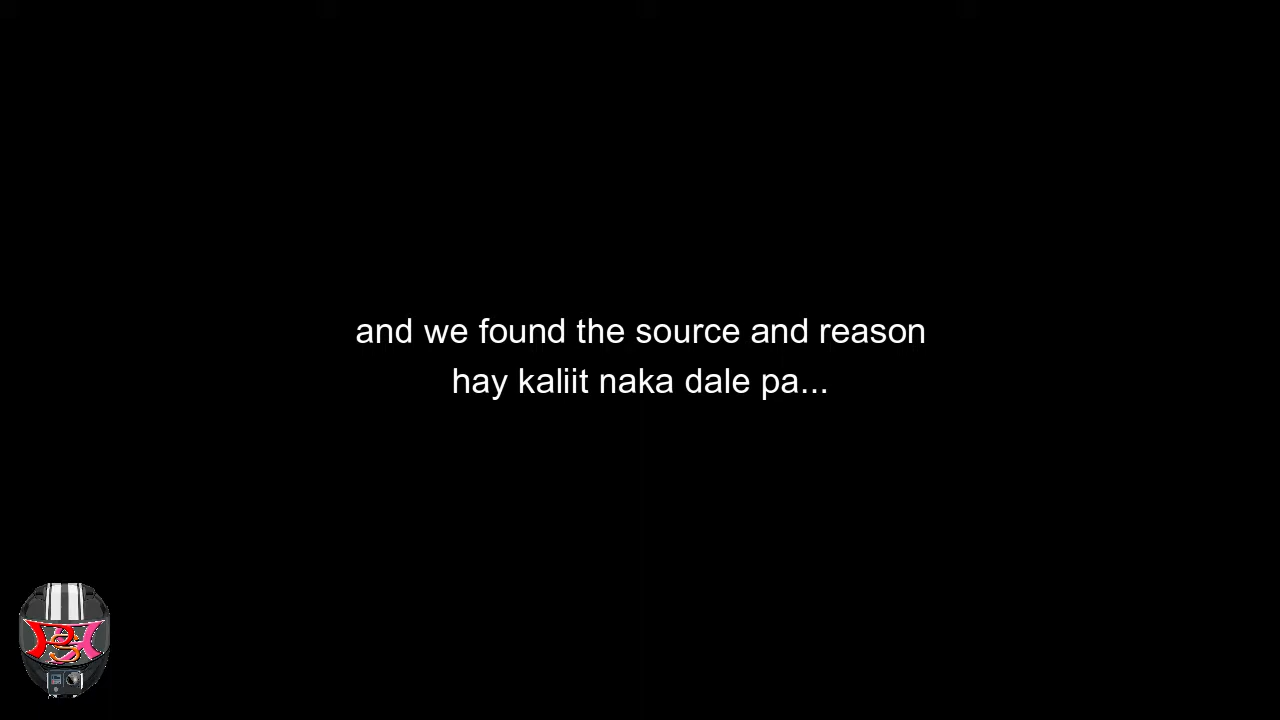 and we found the source and reason
hay kaliit naka dale pa...